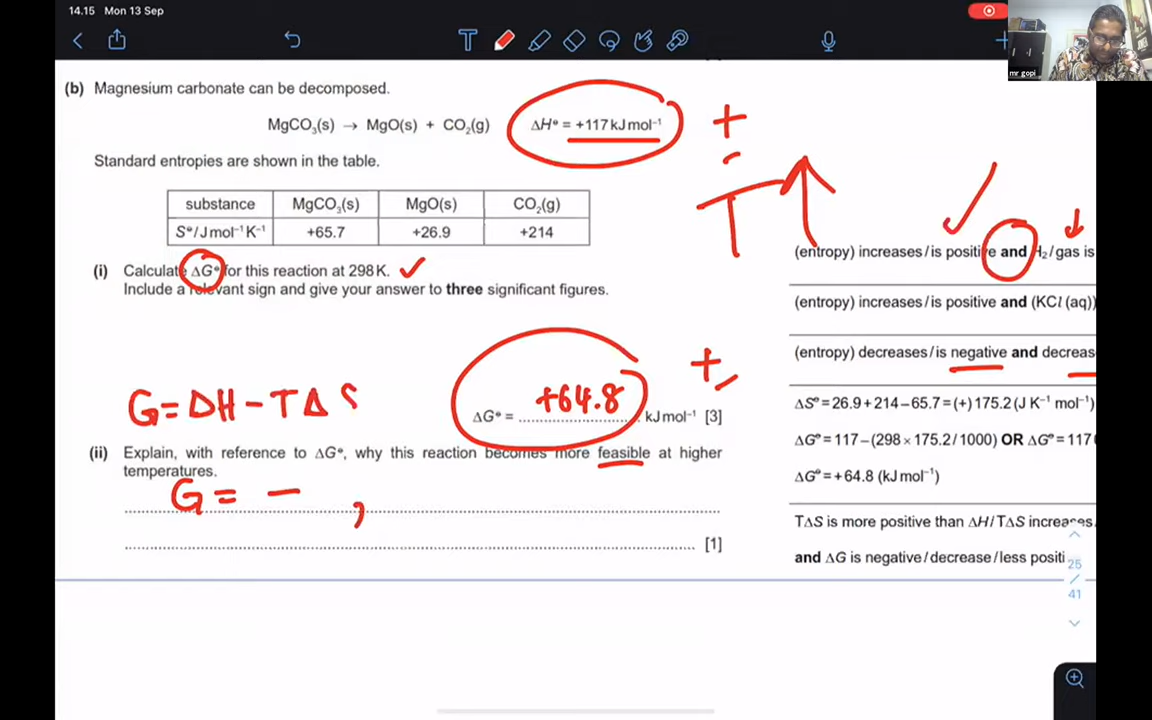 14.15 Mon 13 Sep
mr gopi
(b) Magnesium carbonate can be decomposed.
MgCO₃(s) → MgO(s) + CO₂(g) ΔH° = +117 kJ mol⁻¹
+
Standard entropies are shown in the table.
substance MgCO₃(s) MgO(s) CO₂(g)
S°/J mol⁻¹ K⁻¹ +65.7 +26.9 +214
T↑
(i) Calculate ΔG° for this reaction at 298 K. ✓
Include a relevant sign and give your answer to three significant figures.
G = ΔH − TΔS
+64.8
ΔG° = ........................ kJ mol⁻¹ [3]
+
(ii) Explain, with reference to ΔG°, why this reaction becomes more feasible at higher
temperatures.
G = − ,
[1]
✓
(entropy) increases/is positive and H₂/gas is
(entropy) increases/is positive and (KCl (aq))
(entropy) decreases/is negative and decreas
ΔS° = 26.9 + 214 − 65.7 = (+) 175.2 (J K⁻¹ mol⁻¹)
ΔG° = 117 − (298 × 175.2/1000) OR ΔG° = 117
ΔG° = +64.8 (kJ mol⁻¹)
TΔS is more positive than ΔH/TΔS increases
and ΔG is negative/decrease/less positi
25
/
41